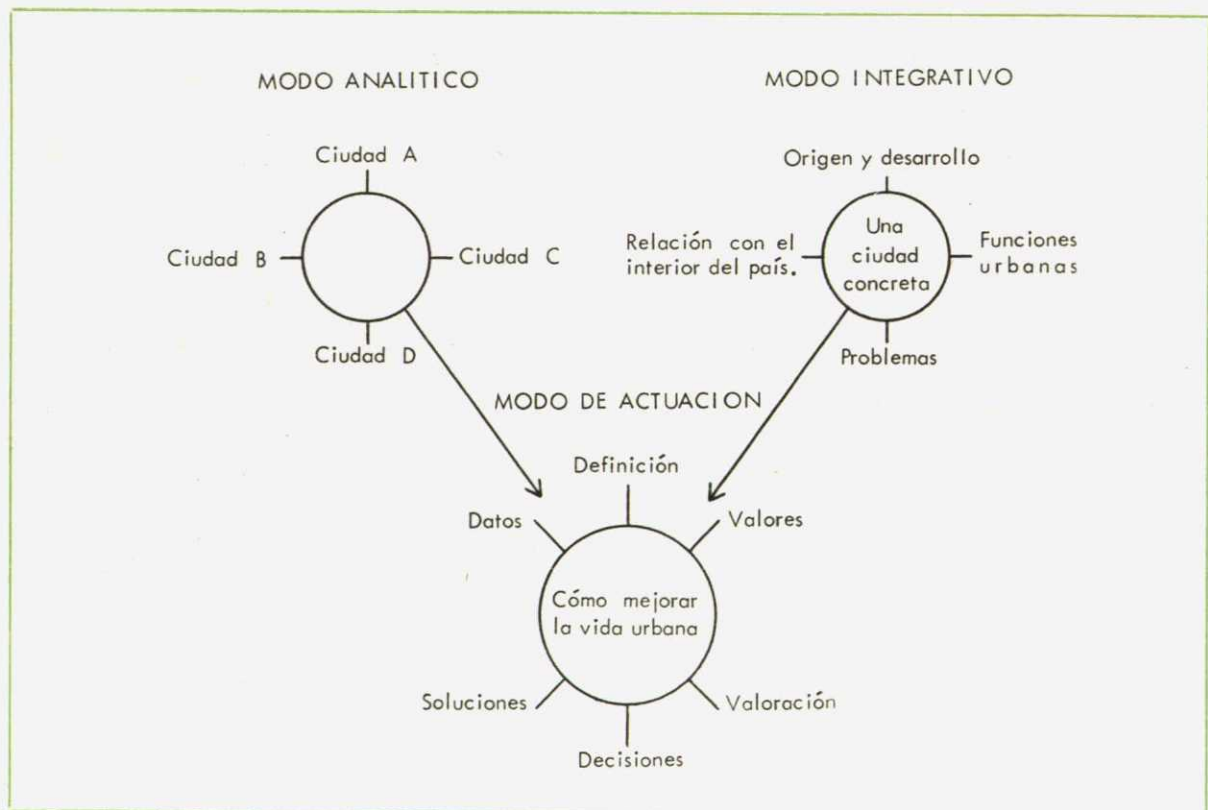 MODO ANALITICO
MODO INTEGRATIVO
Ciudad A
Ciudad B
Ciudad C
Ciudad D
Origen y desarrollo
Relación con el
interior del país.
Una
ciudad
concreta
Funciones
urbanas
Problemas
MODO DE ACTUACION
Definición
Datos
Valores
Cómo mejorar
la vida urbana
Soluciones
Valoración
Decisiones